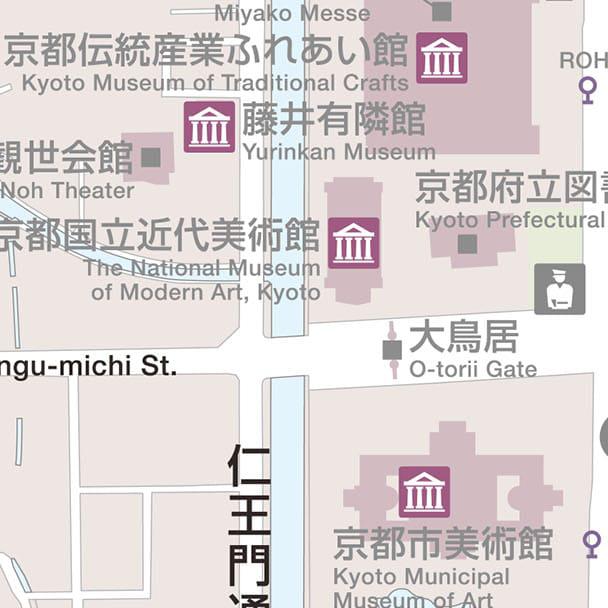 Miyako Messe
京都伝統産業ふれあい館
Kyoto Museum of Traditional Crafts
ROH
藤井有隣館
Yurinkan Museum
観世会館
Noh Theater
京都府立図書
Kyoto Prefectural
京都国立近代美術館
The National Museum
of Modern Art, Kyoto
大鳥居
O-torii Gate
ngu-michi St.
仁王門通
京都市美術館
Kyoto Municipal
Museum of Art